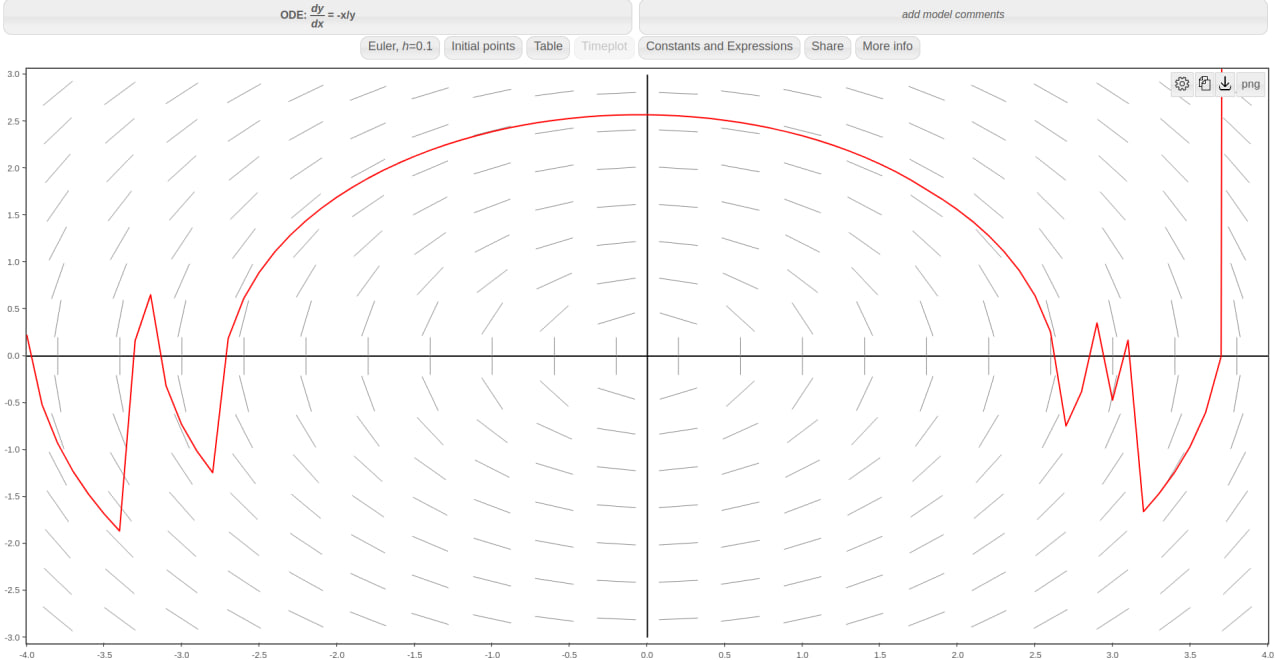 ODE: dy/dx = -x/y
add model comments
Euler, h=0.1 Initial points Table Timeplot Constants and Expressions Share More info
png
3.0
2.5
2.0
1.5
1.0
0.5
0.0
-0.5
-1.0
-1.5
-2.0
-2.5
-3.0
-4.0 -3.5 -3.0 -2.5 -2.0 -1.5 -1.0 -0.5 0.0 0.5 1.0 1.5 2.0 2.5 3.0 3.5 4.0